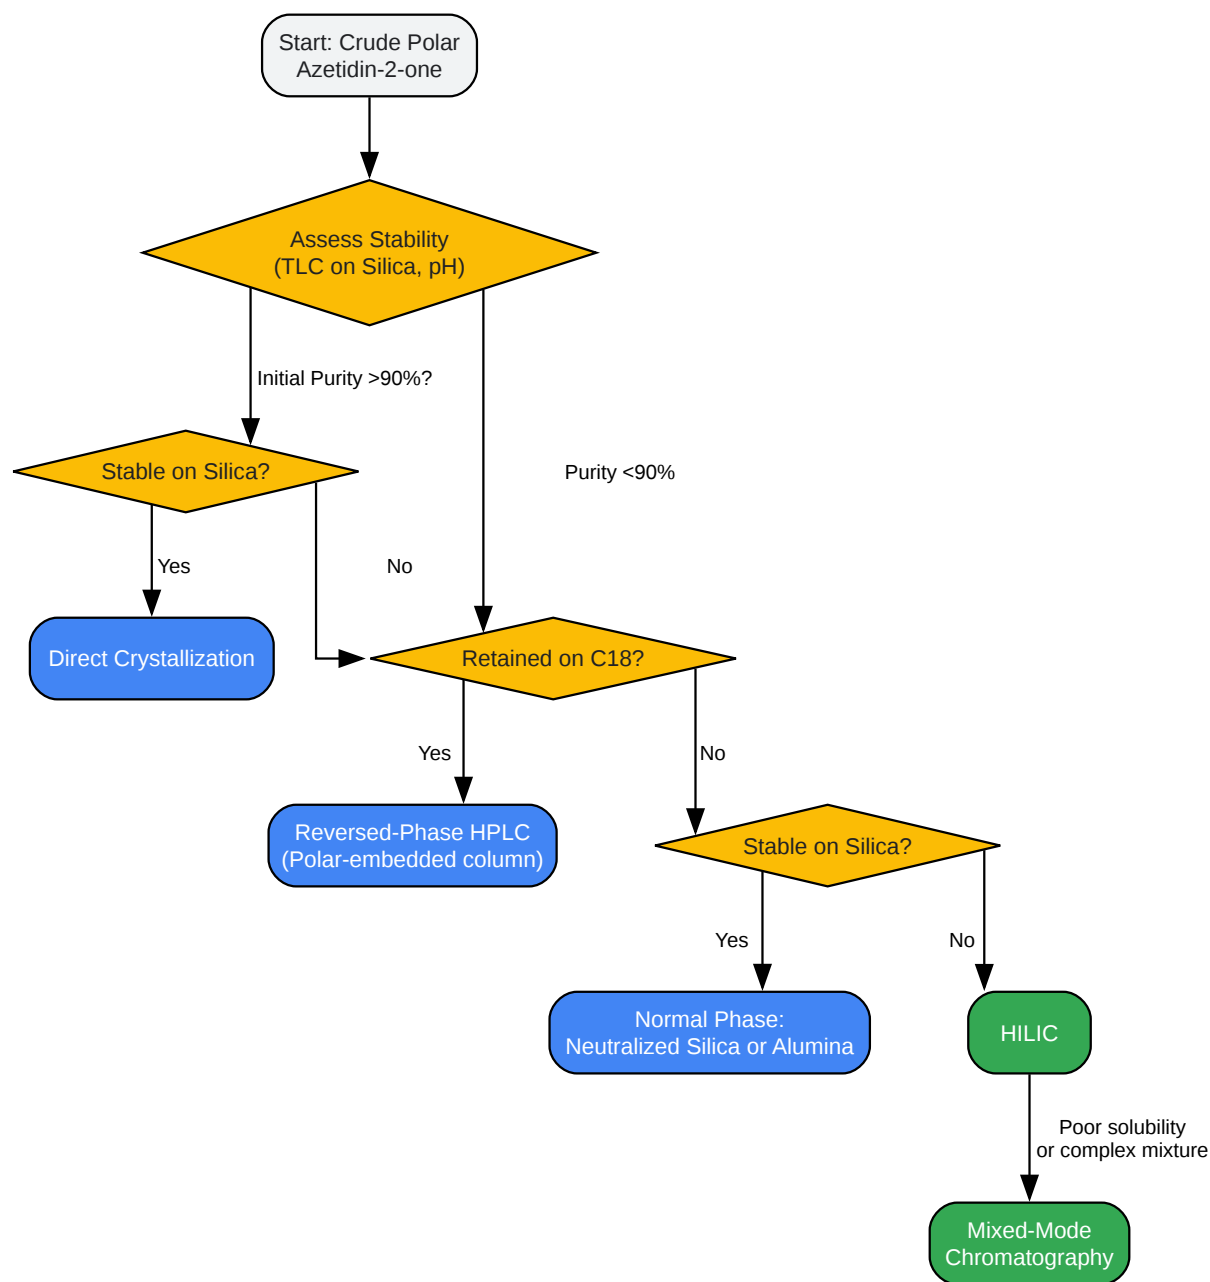 Start: Crude Polar
Azetidin-2-one
Assess Stability
(TLC on Silica, pH)
Initial Purity >90%?
Stable on Silica?
Purity <90%
Yes
No
Direct Crystallization
Retained on C18?
Yes
No
Reversed-Phase HPLC
(Polar-embedded column)
Stable on Silica?
Yes
No
Normal Phase:
Neutralized Silica or Alumina
HILIC
Poor solubility
or complex mixture
Mixed-Mode
Chromatography